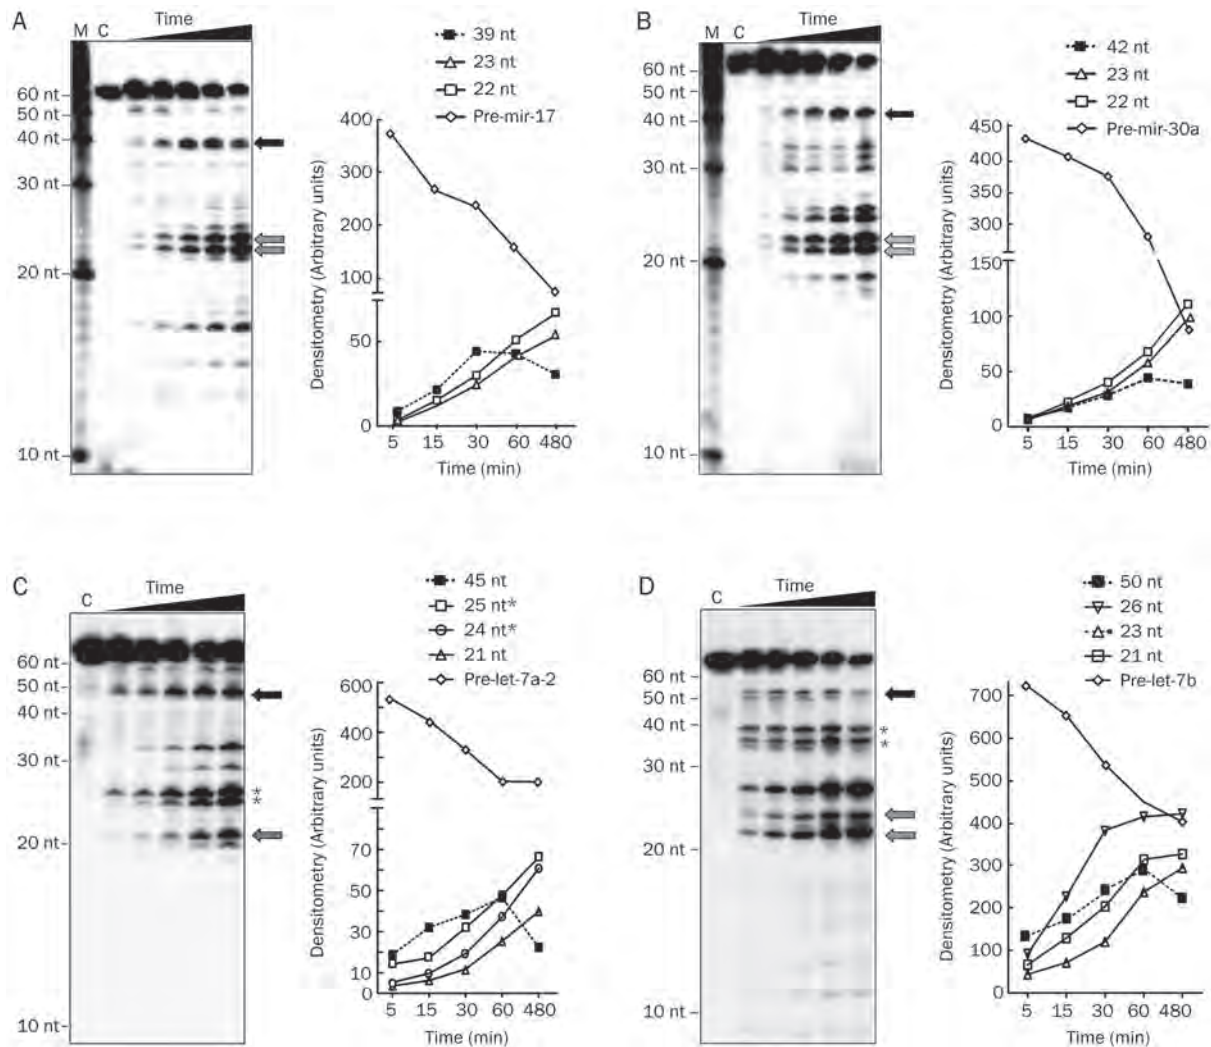 A
M C Time
60 nt
50 nt
40 nt
30 nt
20 nt
10 nt
39 nt
23 nt
22 nt
Pre-mir-17
Densitometry (Arbitrary units)
400
300
200
100
50
0
5 15 30 60 480
Time (min)
B
M C Time
60 nt
40 nt
30 nt
20 nt
10 nt
42 nt
23 nt
22 nt
Pre-mir-30a
Densitometry (Arbitrary units)
450
400
350
300
150
100
50
0
5 15 30 60 480
Time (min)
C
C Time
60 nt
50 nt
40 nt
30 nt
20 nt
10 nt
*
*
45 nt
25 nt*
24 nt*
21 nt
Pre-let-7a-2
Densitometry (Arbitrary units)
600
400
200
70
50
30
10
0
5 15 30 60 480
Time (min)
D
C Time
60 nt
50 nt
40 nt
30 nt
20 nt
10 nt
*
*
50 nt
26 nt
23 nt
21 nt
Pre-let-7b
Densitometry (Arbitrary units)
700
600
500
400
300
200
100
0
5 15 30 60 480
Time (min)